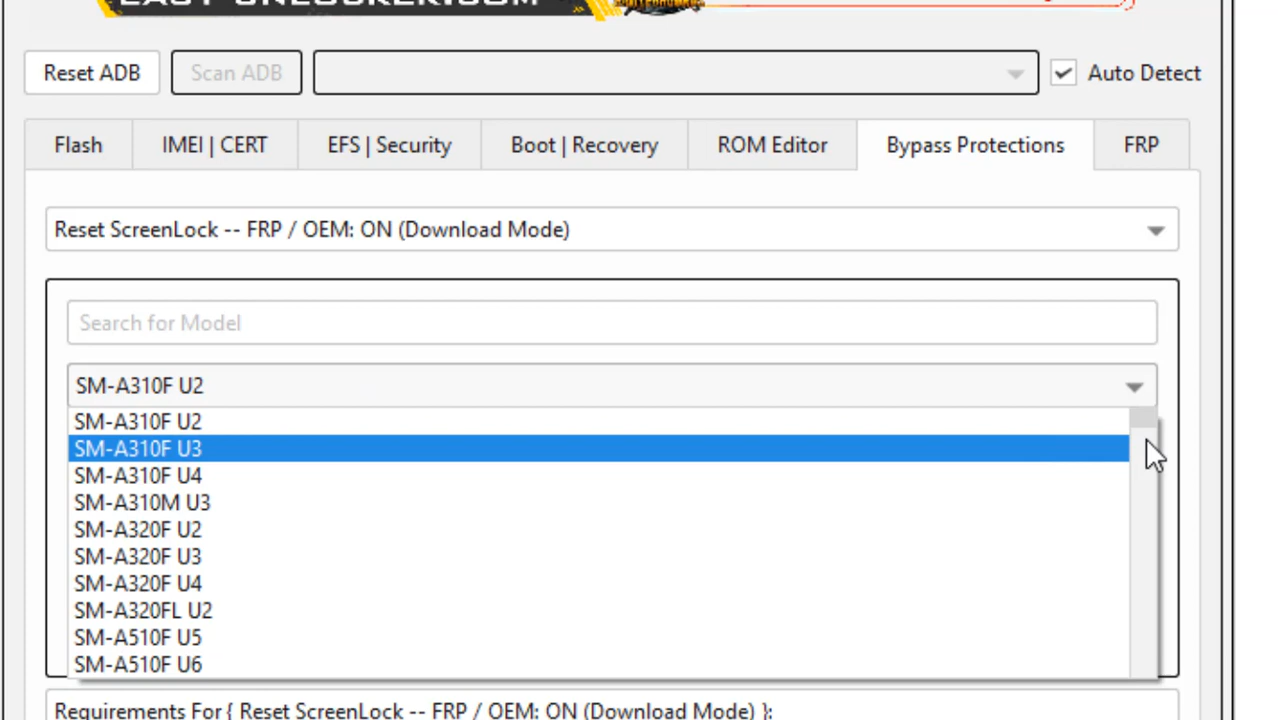 EASY-UNLOCKER.COM
Reset ADB
Scan ADB
Auto Detect
Flash
IMEI | CERT
EFS | Security
Boot | Recovery
ROM Editor
Bypass Protections
FRP
Reset ScreenLock -- FRP / OEM: ON (Download Mode)
Search for Model
SM-A310F U2
SM-A310F U2
SM-A310F U3
SM-A310F U4
SM-A310M U3
SM-A320F U2
SM-A320F U3
SM-A320F U4
SM-A320FL U2
SM-A510F U5
SM-A510F U6
Requirements For { Reset ScreenLock -- FRP / OEM: ON (Download Mode) }: